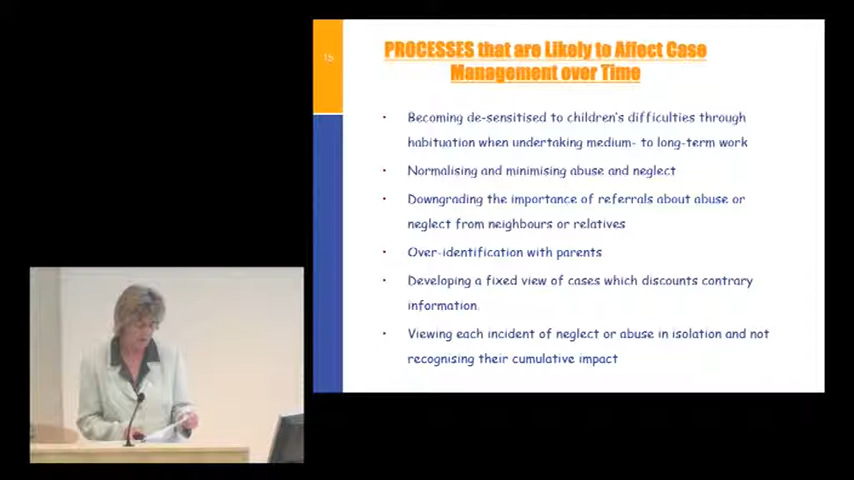 15
PROCESSES that are Likely to Affect Case
Management over Time
• Becoming de-sensitised to children's difficulties through
habituation when undertaking medium- to long-term work
• Normalising and minimising abuse and neglect
• Downgrading the importance of referrals about abuse or
neglect from neighbours or relatives
• Over-identification with parents
• Developing a fixed view of cases which discounts contrary
information.
• Viewing each incident of neglect or abuse in isolation and not
recognising their cumulative impact